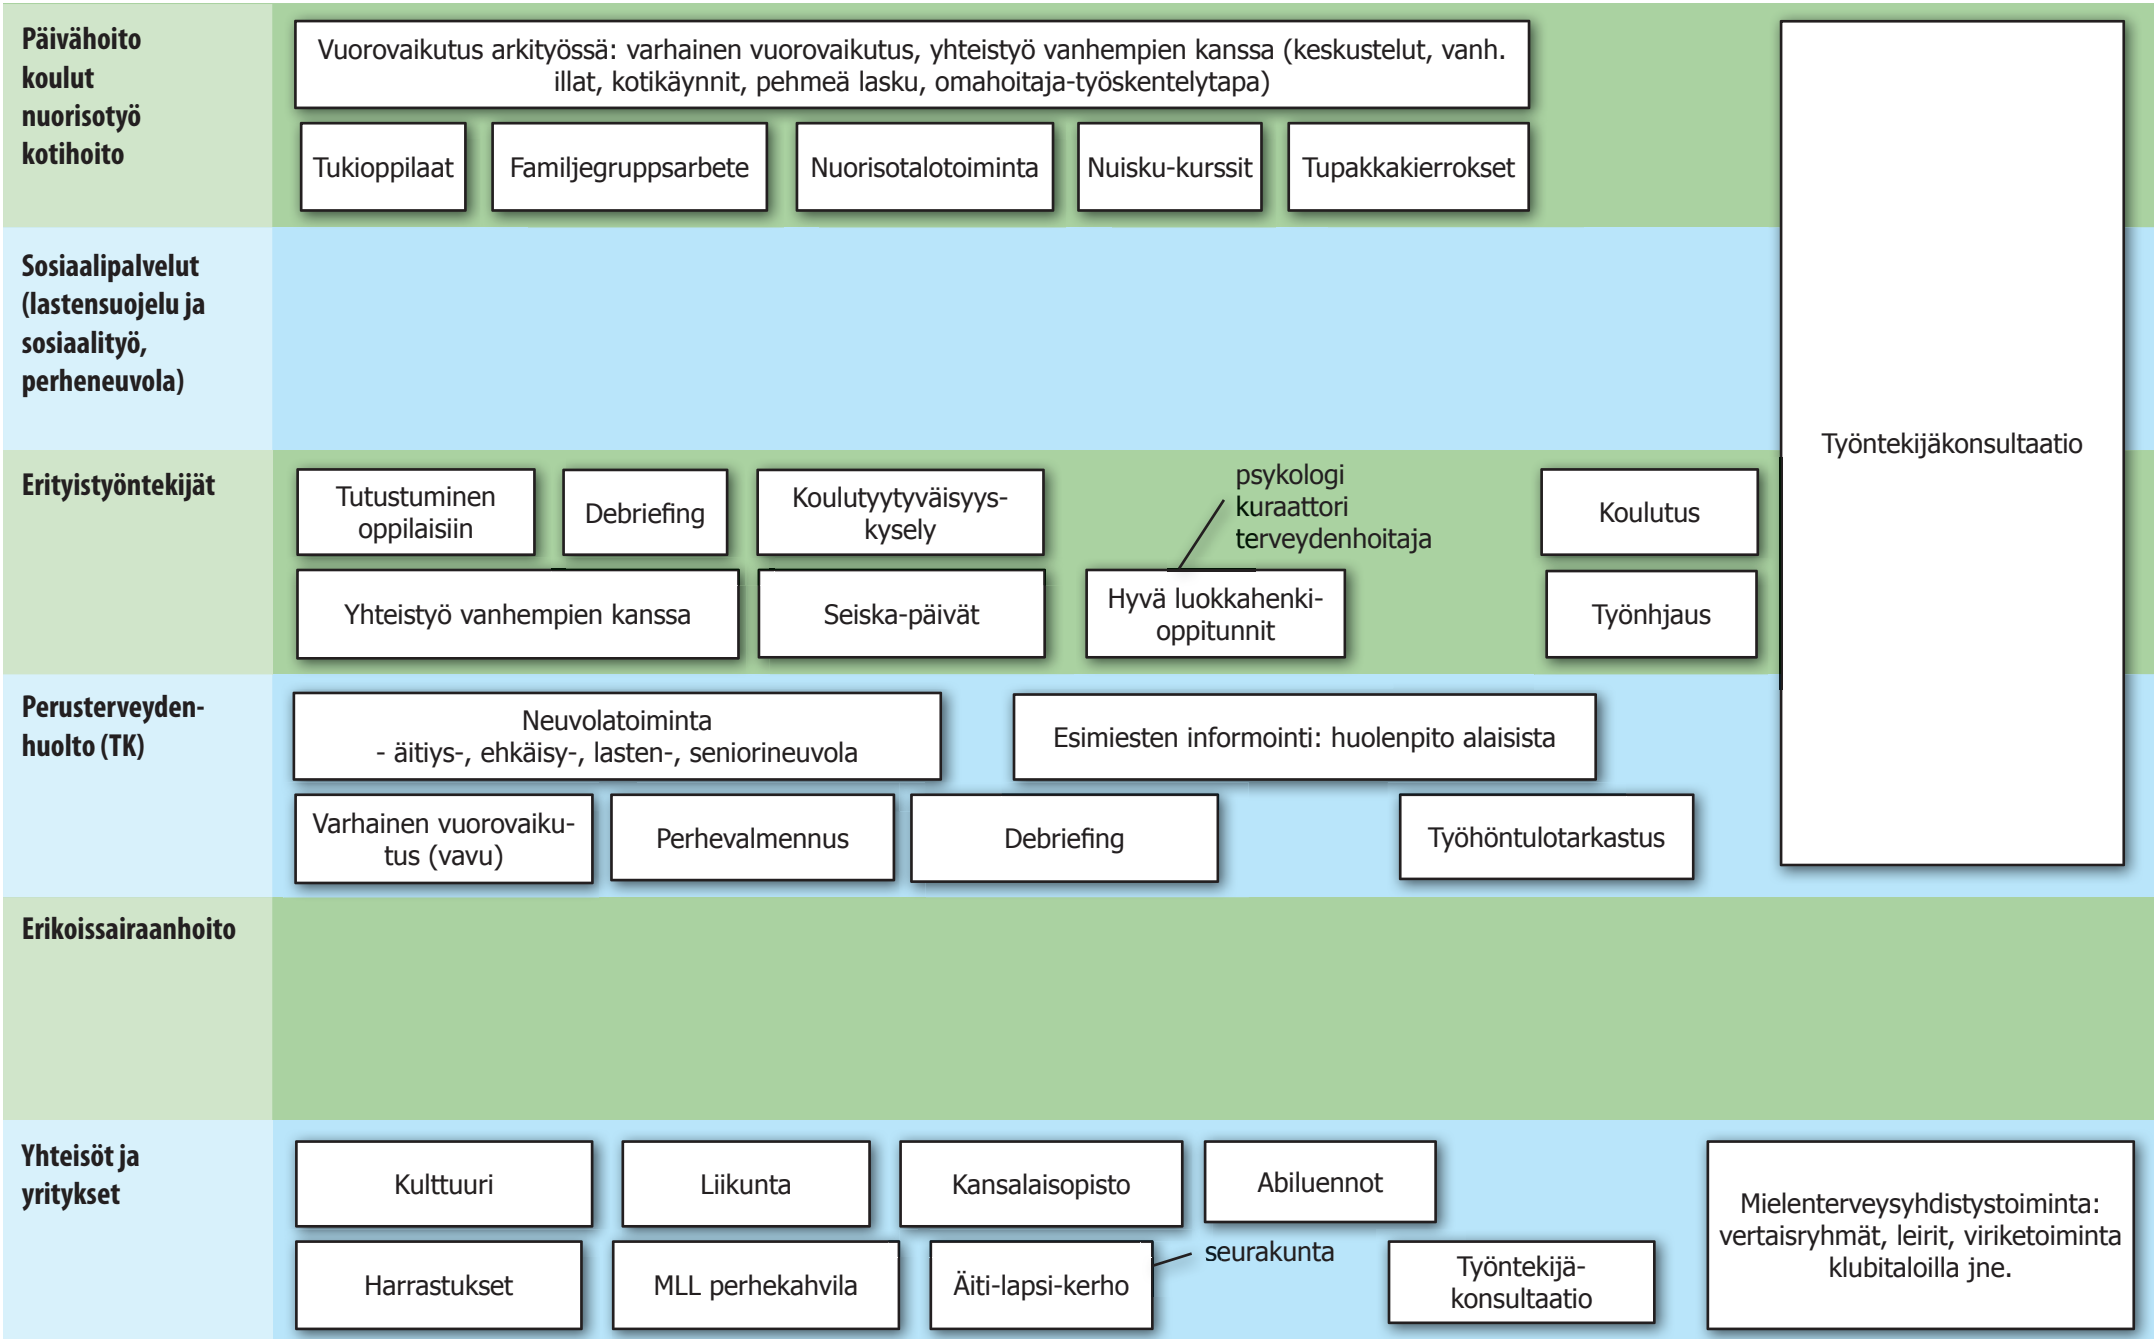 Päivähoito
koulut
nuorisotyö
kotihoito
Vuorovaikutus arkityössä: varhainen vuorovaikutus, yhteistyö vanhempien kanssa (keskustelut, vanh.
illat, kotikäynnit, pehmeä lasku, omahoitaja-työskentelytapa)
Tukioppilaat
Familjegruppsarbete
Nuorisotalotoiminta
Nuisku-kurssit
Tupakkakierrokset
Työntekijäkonsultaatio
Sosiaalipalvelut
(lastensuojelu ja
sosiaalityö,
perheneuvola)
Erityistyöntekijät
Tutustuminen
oppilaisiin
Debriefing
Koulutyytyväisyys-
kysely
psykologi
kuraattori
terveydenhoitaja
Koulutus
Yhteistyö vanhempien kanssa
Seiska-päivät
Hyvä luokkahenki-
oppitunnit
Työnhjaus
Perusterveyden-
huolto (TK)
Neuvolatoiminta
- äitiys-, ehkäisy-, lasten-, seniorineuvola
Esimiesten informointi: huolenpito alaisista
Varhainen vuorovaiku-
tus (vavu)
Perhevalmennus
Debriefing
Työhöntulotarkastus
Erikoissairaanhoito
Yhteisöt ja
yritykset
Kulttuuri
Liikunta
Kansalaisopisto
Abiluennot
Harrastukset
MLL perhekahvila
Äiti-lapsi-kerho
seurakunta
Työntekijä-
konsultaatio
Mielenterveysyhdistystoiminta:
vertaisryhmät, leirit, viriketoiminta
klubitaloilla jne.